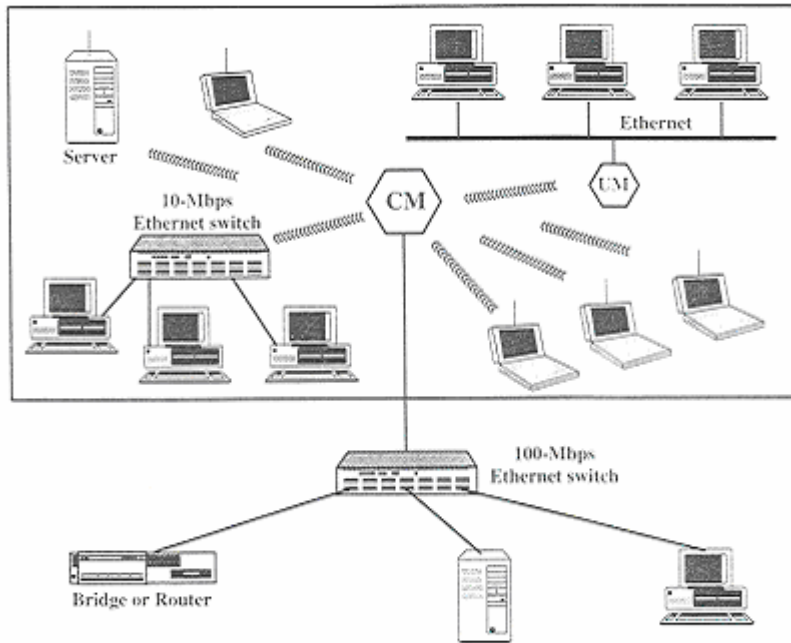 Ethernet
Server
CM
UM
10-Mbps
Ethernet switch
100-Mbps
Ethernet switch
Bridge or Router